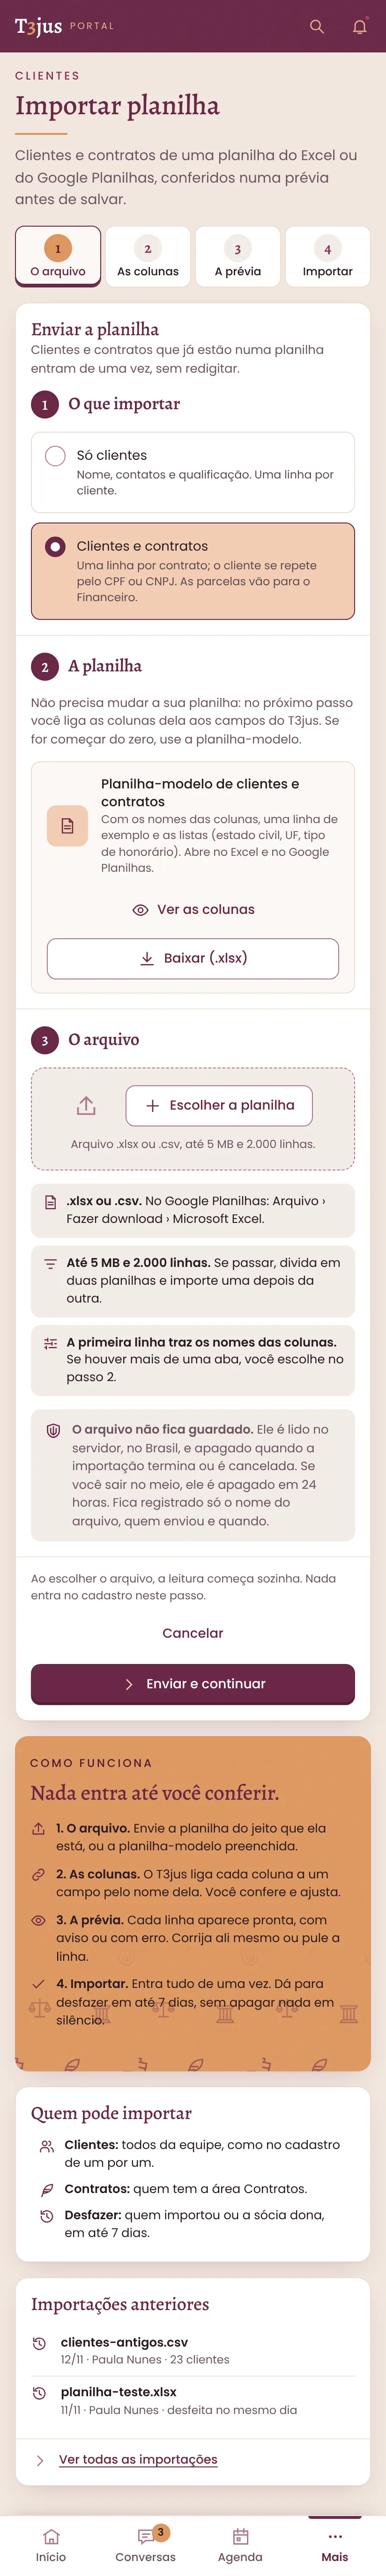 T3jus PORTAL
CLIENTES
Importar planilha
Clientes e contratos de uma planilha do Excel ou
do Google Planilhas, conferidos numa prévia
antes de salvar.
1
O arquivo
2
As colunas
3
A prévia
4
Importar
Enviar a planilha
Clientes e contratos que já estão numa planilha
entram de uma vez, sem redigitar.
1 O que importar
Só clientes
Nome, contatos e qualificação. Uma linha por
cliente.
Clientes e contratos
Uma linha por contrato; o cliente se repete
pelo CPF ou CNPJ. As parcelas vão para o
Financeiro.
2 A planilha
Não precisa mudar a sua planilha: no próximo passo
você liga as colunas dela aos campos do T3jus. Se
for começar do zero, use a planilha-modelo.
Planilha-modelo de clientes e
contratos
Com os nomes das colunas, uma linha de
exemplo e as listas (estado civil, UF, tipo
de honorário). Abre no Excel e no Google
Planilhas.
Ver as colunas
Baixar (.xlsx)
3 O arquivo
Escolher a planilha
Arquivo .xlsx ou .csv, até 5 MB e 2.000 linhas.
.xlsx ou .csv. No Google Planilhas: Arquivo ›
Fazer download › Microsoft Excel.
Até 5 MB e 2.000 linhas. Se passar, divida em
duas planilhas e importe uma depois da
outra.
A primeira linha traz os nomes das colunas.
Se houver mais de uma aba, você escolhe no
passo 2.
O arquivo não fica guardado. Ele é lido no
servidor, no Brasil, e apagado quando a
importação termina ou é cancelada. Se
você sair no meio, ele é apagado em 24
horas. Fica registrado só o nome do
arquivo, quem enviou e quando.
Ao escolher o arquivo, a leitura começa sozinha. Nada
entra no cadastro neste passo.
Cancelar
Enviar e continuar
COMO FUNCIONA
Nada entra até você conferir.
1. O arquivo. Envie a planilha do jeito que ela
está, ou a planilha-modelo preenchida.
2. As colunas. O T3jus liga cada coluna a um
campo pelo nome dela. Você confere e ajusta.
3. A prévia. Cada linha aparece pronta, com
aviso ou com erro. Corrija ali mesmo ou pule a
linha.
4. Importar. Entra tudo de uma vez. Dá para
desfazer em até 7 dias, sem apagar nada em
silêncio.
Quem pode importar
Clientes: todos da equipe, como no cadastro
de um por um.
Contratos: quem tem a área Contratos.
Desfazer: quem importou ou a sócia dona,
em até 7 dias.
Importações anteriores
clientes-antigos.csv
12/11 · Paula Nunes · 23 clientes
planilha-teste.xlsx
11/11 · Paula Nunes · desfeita no mesmo dia
Ver todas as importações
Início
3
Conversas
Agenda
Mais